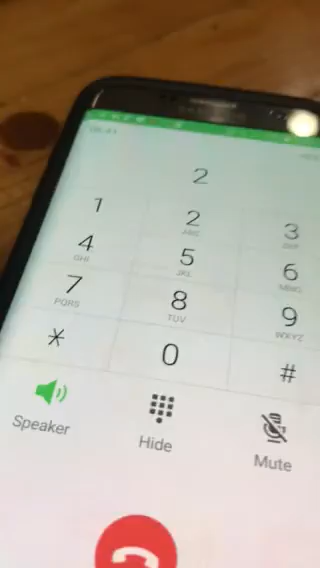 2
1 2 3
ABC DEF
4 5 6
GHI JKL MNO
7 8 9
PQRS TUV WXYZ
* 0 #
Speaker Hide Mute